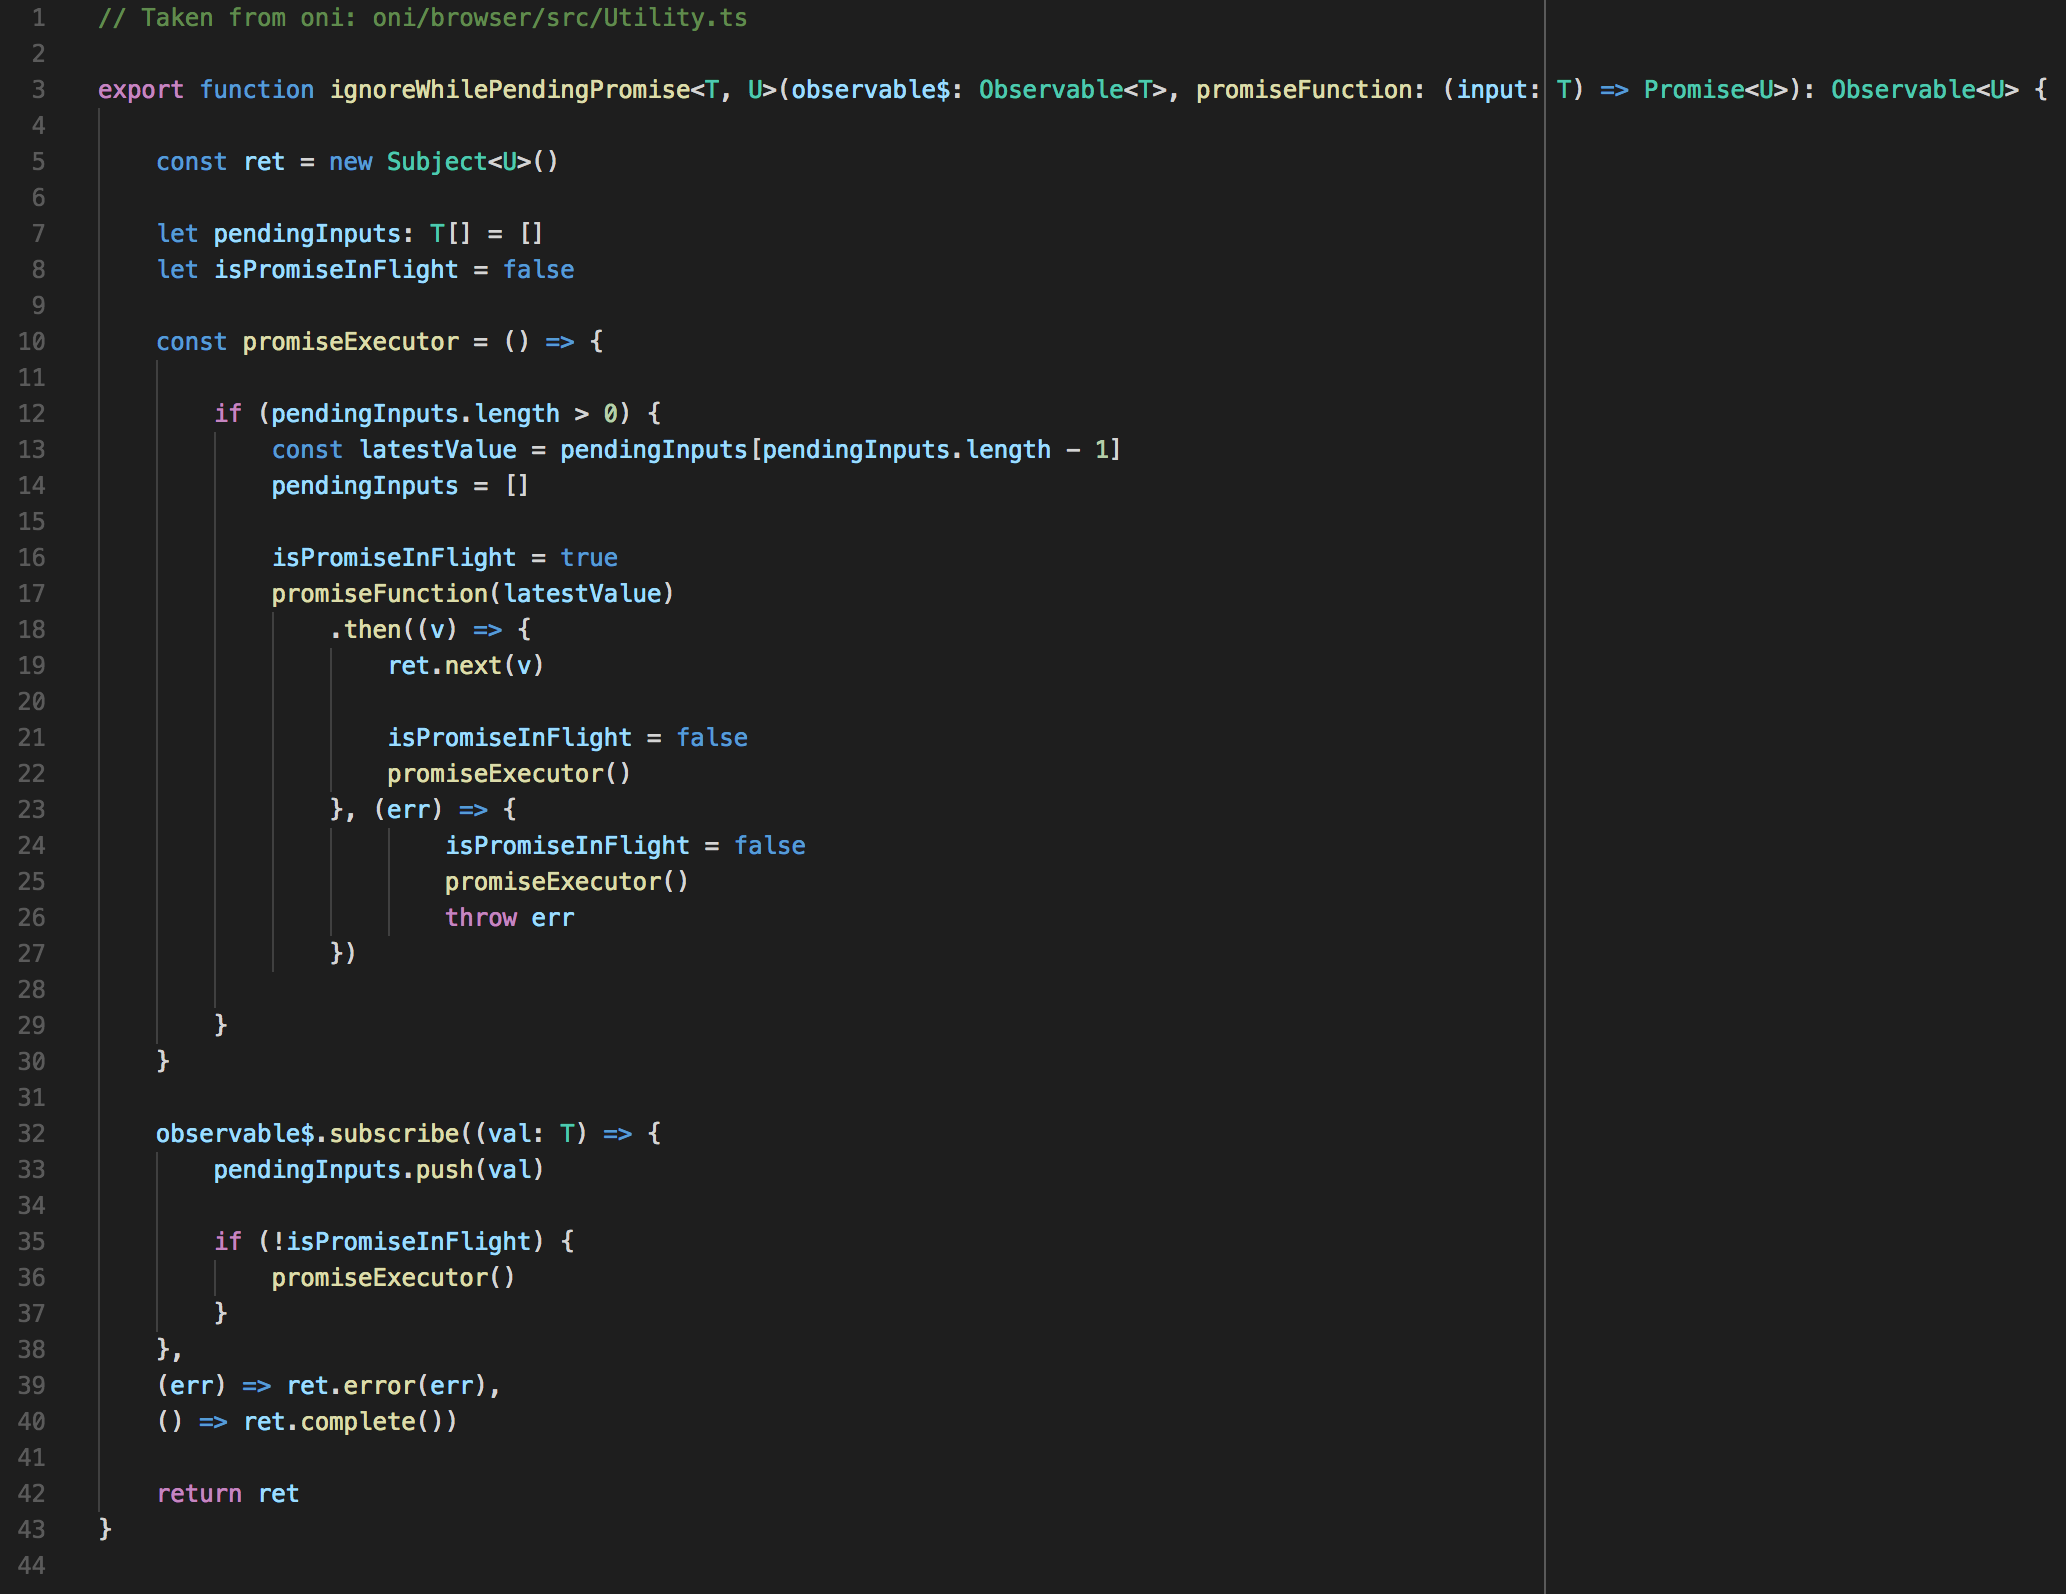 1 // Taken from oni: oni/browser/src/Utility.ts
2
3 export function ignoreWhilePendingPromise<T, U>(observable$: Observable<T>, promiseFunction: (input: T) => Promise<U>): Observable<U> {
4
5     const ret = new Subject<U>()
6
7     let pendingInputs: T[] = []
8     let isPromiseInFlight = false
9
10     const promiseExecutor = () => {
11
12         if (pendingInputs.length > 0) {
13             const latestValue = pendingInputs[pendingInputs.length - 1]
14             pendingInputs = []
15
16             isPromiseInFlight = true
17             promiseFunction(latestValue)
18                 .then((v) => {
19                     ret.next(v)
20
21                     isPromiseInFlight = false
22                     promiseExecutor()
23                 }, (err) => {
24                         isPromiseInFlight = false
25                         promiseExecutor()
26                         throw err
27                 })
28
29         }
30     }
31
32     observable$.subscribe((val: T) => {
33         pendingInputs.push(val)
34
35         if (!isPromiseInFlight) {
36             promiseExecutor()
37         }
38     },
39     (err) => ret.error(err),
40     () => ret.complete())
41
42     return ret
43 }
44